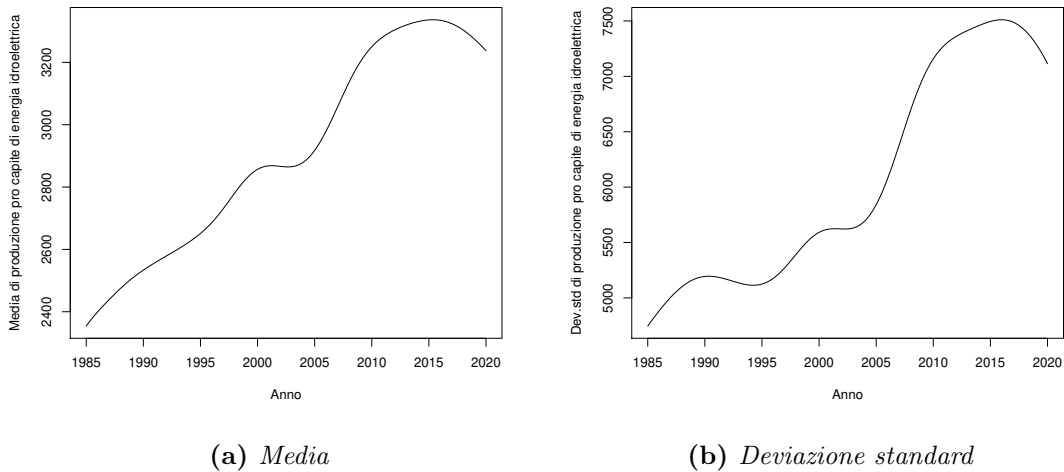 Media di produzione pro capite di energia idroelettrica
2400 2600 2800 3000 3200
1985 1990 1995 2000 2005 2010 2015 2020
Anno
(a) Media
Dev.std di produzione pro capite di energia idroelettrica
5000 5500 6000 6500 7000 7500
1985 1990 1995 2000 2005 2010 2015 2020
Anno
(b) Deviazione standard